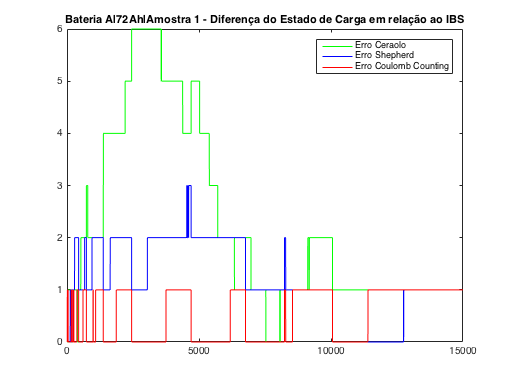 Bateria AI72AhIAmostra 1 - Diferença do Estado de Carga em relação ao IBS
Erro Ceraolo
Erro Shepherd
Erro Coulomb Counting
6
5
4
3
2
1
0
0
5000
10000
15000